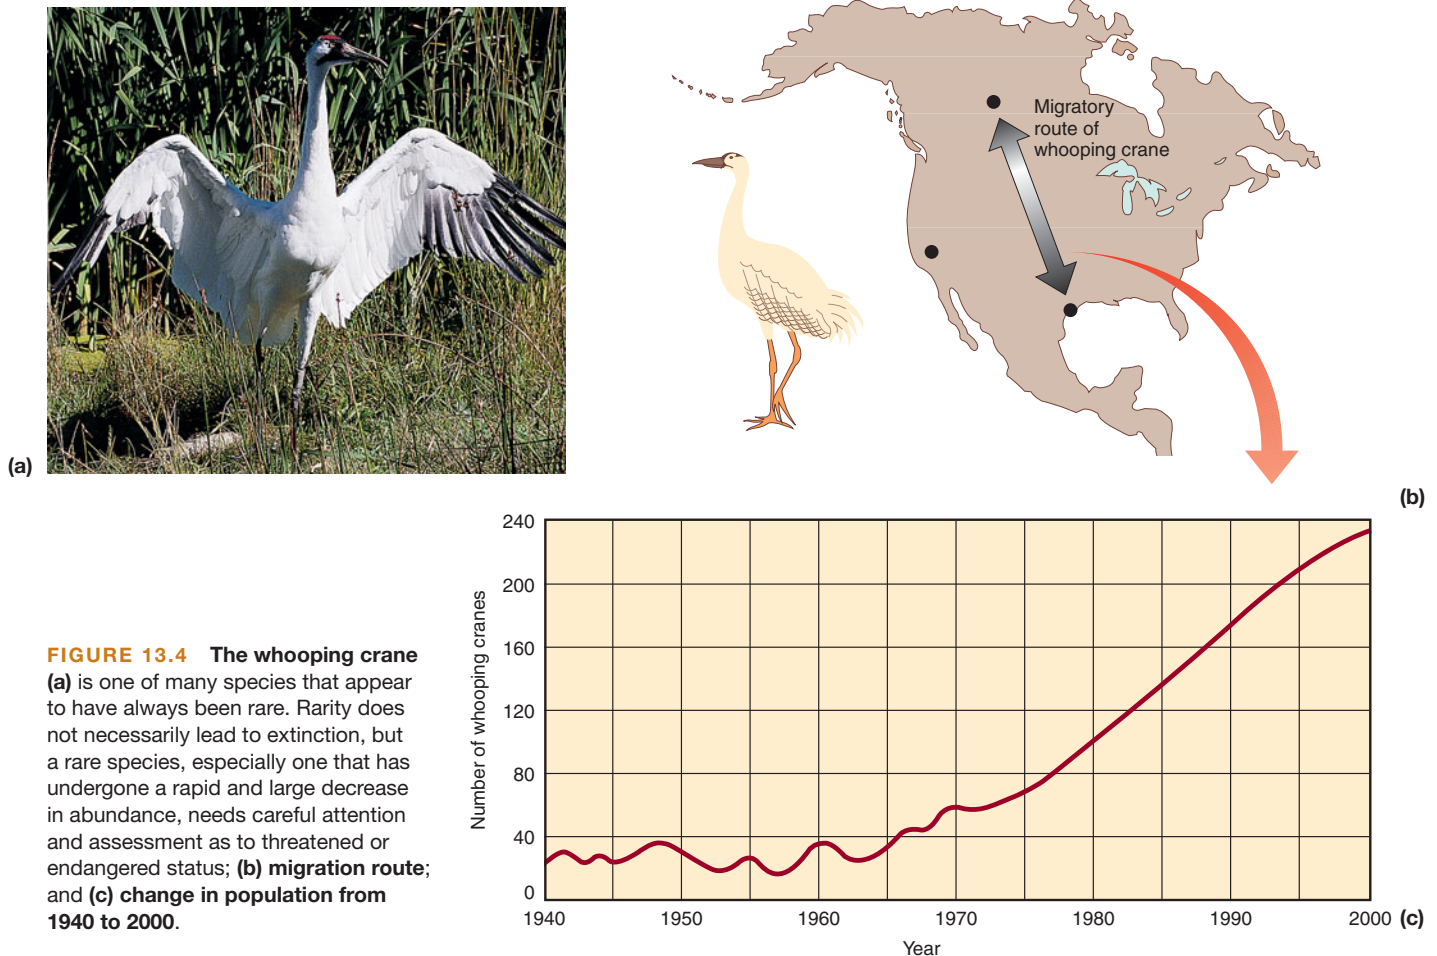 (a)
Migratory
route of
whooping crane
(b)
FIGURE 13.4 The whooping crane
(a) is one of many species that appear
to have always been rare. Rarity does
not necessarily lead to extinction, but
a rare species, especially one that has
undergone a rapid and large decrease
in abundance, needs careful attention
and assessment as to threatened or
endangered status; (b) migration route;
and (c) change in population from
1940 to 2000.
Number of whooping cranes
240
200
160
120
80
40
0
1940 1950 1960 1970 1980 1990 2000 (c)
Year